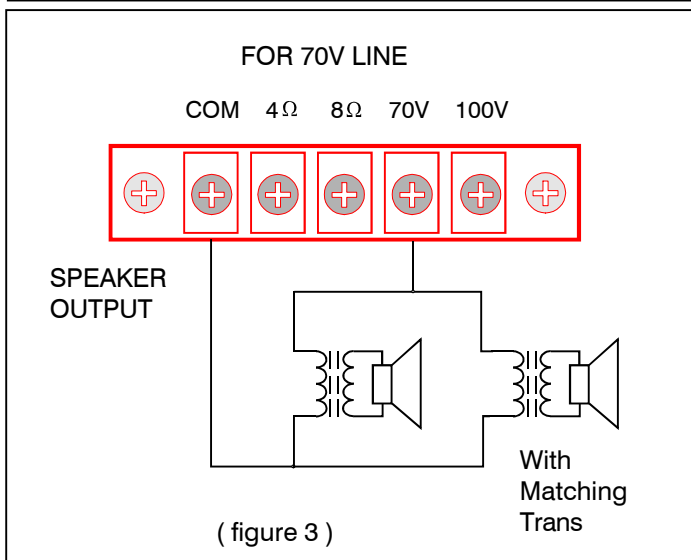 FOR 70V LINE
COM 4Ω 8Ω 70V 100V
SPEAKER
OUTPUT
With
Matching
Trans
( figure 3 )